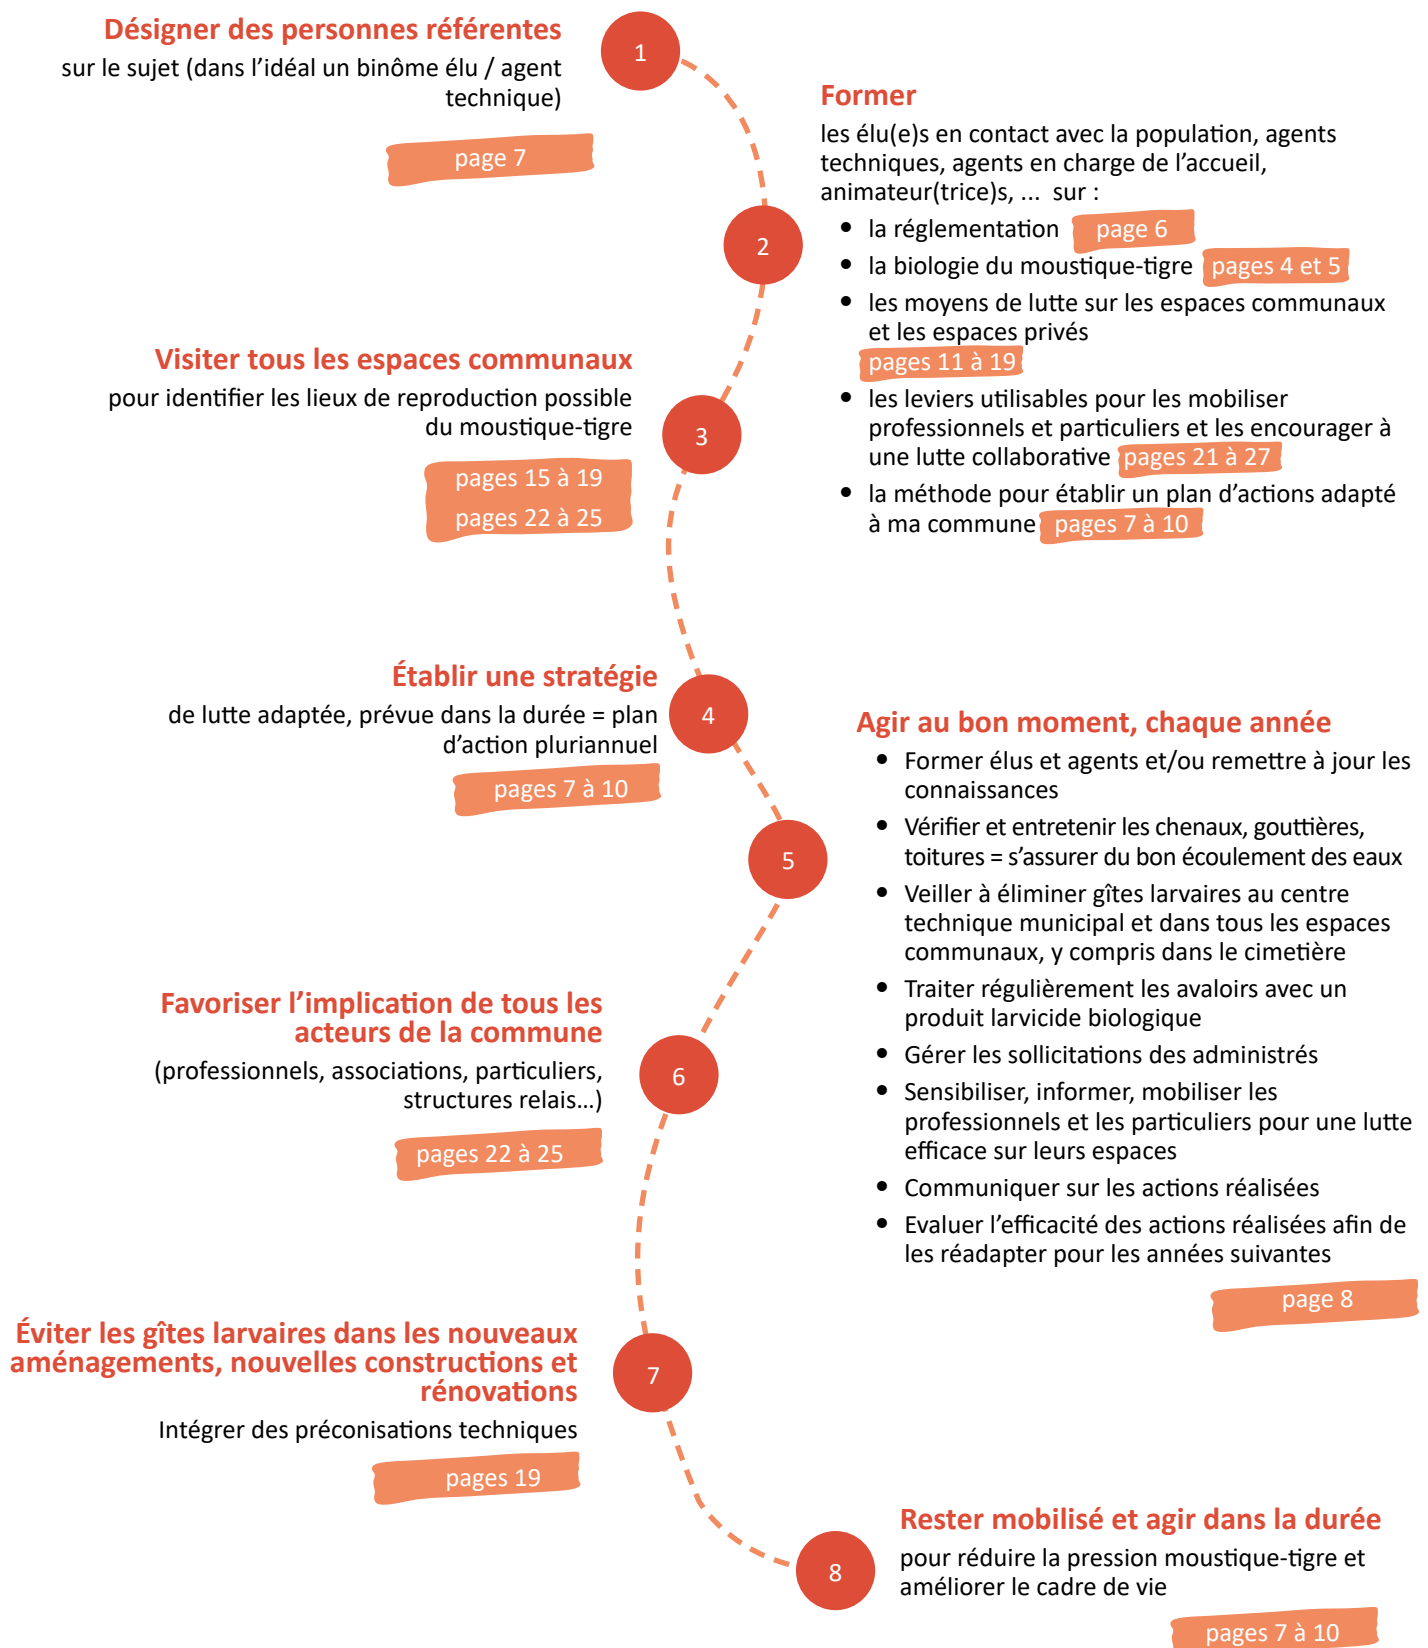 Désigner des personnes référentes
sur le sujet (dans l'idéal un binôme élu / agent
technique)
page 7
1
Former
les élu(e)s en contact avec la population, agents
techniques, agents en charge de l'accueil,
animateur(trice)s, ... sur :
• la réglementation page 6
• la biologie du moustique-tigre pages 4 et 5
• les moyens de lutte sur les espaces communaux
et les espaces privés
pages 11 à 19
• les leviers utilisables pour les mobiliser
professionnels et particuliers et les encourager à
une lutte collaborative pages 21 à 27
• la méthode pour établir un plan d'actions adapté
à ma commune pages 7 à 10
2
Visiter tous les espaces communaux
pour identifier les lieux de reproduction possible
du moustique-tigre
pages 15 à 19
pages 22 à 25
3
Établir une stratégie
de lutte adaptée, prévue dans la durée = plan
d'action pluriannuel
pages 7 à 10
4
Agir au bon moment, chaque année
• Former élus et agents et/ou remettre à jour les
connaissances
• Vérifier et entretenir les chenaux, gouttières,
toitures = s'assurer du bon écoulement des eaux
• Veiller à éliminer gîtes larvaires au centre
technique municipal et dans tous les espaces
communaux, y compris dans le cimetière
• Traiter régulièrement les avaloirs avec un
produit larvicide biologique
• Gérer les sollicitations des administrés
• Sensibiliser, informer, mobiliser les
professionnels et les particuliers pour une lutte
efficace sur leurs espaces
• Communiquer sur les actions réalisées
• Evaluer l'efficacité des actions réalisées afin de
les réadapter pour les années suivantes
page 8
5
Favoriser l'implication de tous les
acteurs de la commune
(professionnels, associations, particuliers,
structures relais…)
pages 22 à 25
6
Éviter les gîtes larvaires dans les nouveaux
aménagements, nouvelles constructions et
rénovations
Intégrer des préconisations techniques
pages 19
7
Rester mobilisé et agir dans la durée
pour réduire la pression moustique-tigre et
améliorer le cadre de vie
pages 7 à 10
8